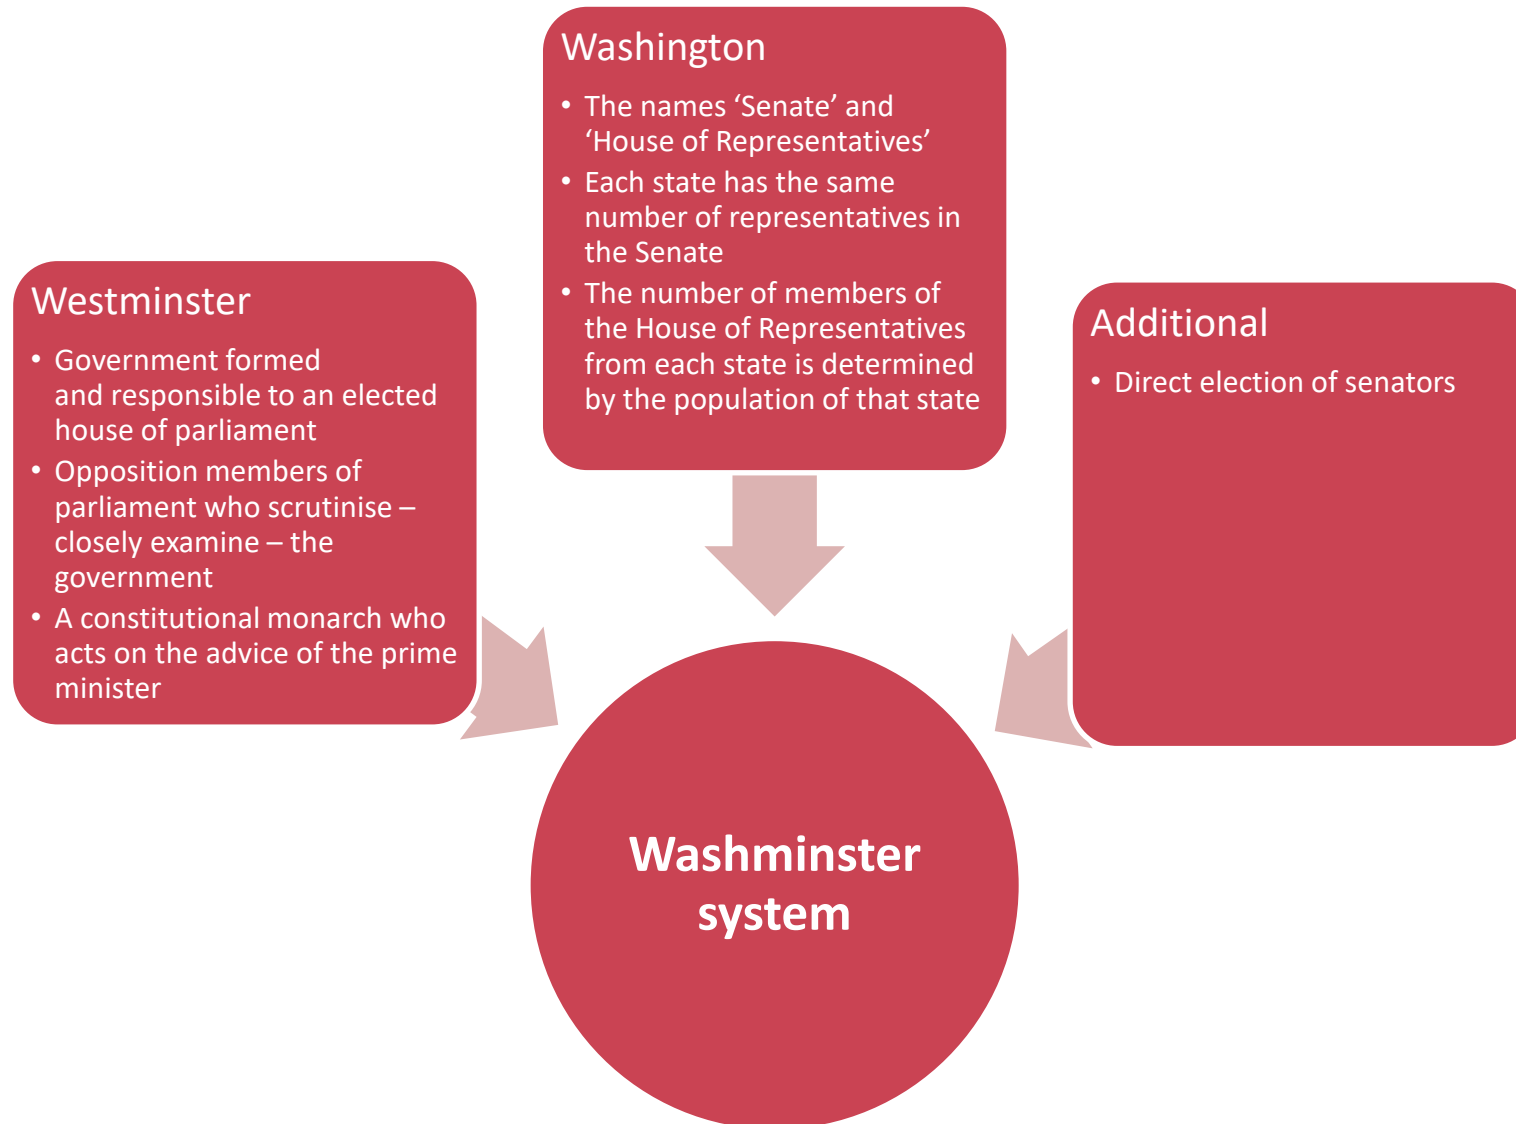 Westminster
• Government formed
and responsible to an elected
house of parliament
• Opposition members of
parliament who scrutinise –
closely examine – the
government
• A constitutional monarch who
acts on the advice of the prime
minister
Washington
• The names ‘Senate’ and
‘House of Representatives’
• Each state has the same
number of representatives in
the Senate
• The number of members of
the House of Representatives
from each state is determined
by the population of that state
Additional
• Direct election of senators
Washminster
system